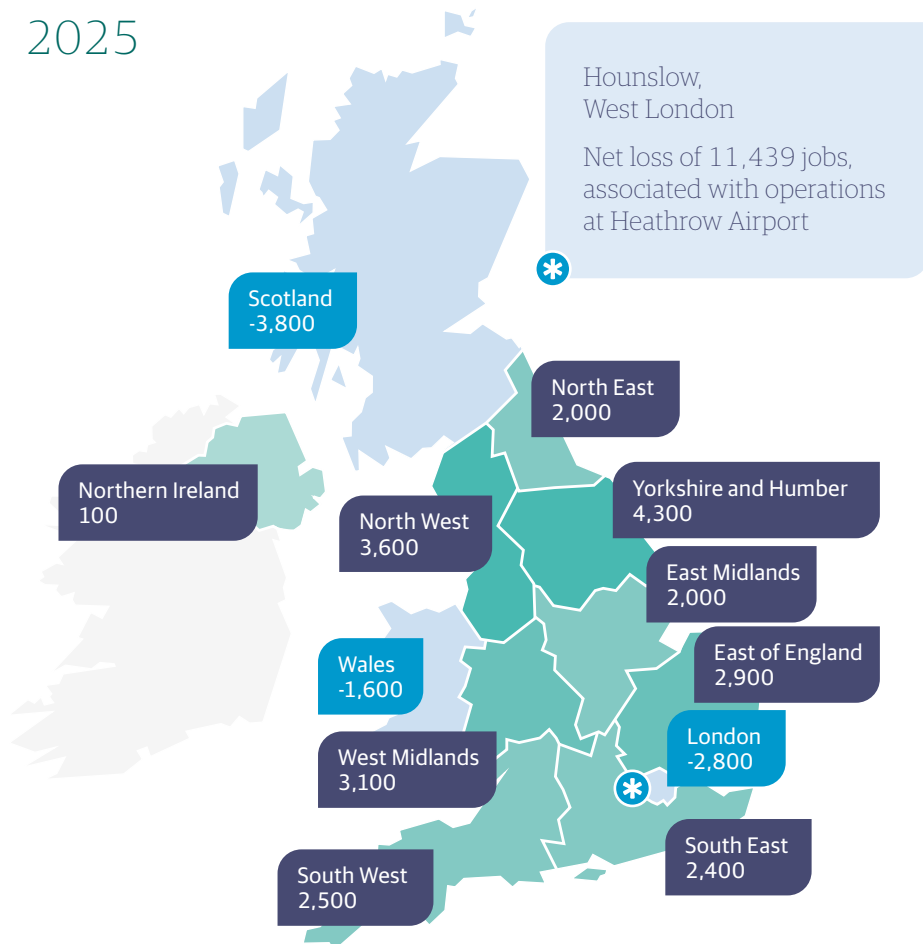 2025
Hounslow,
West London
Net loss of 11,439 jobs,
associated with operations
at Heathrow Airport
Scotland
-3,800
North East
2,000
Northern Ireland
100
North West
3,600
Yorkshire and Humber
4,300
East Midlands
2,000
Wales
-1,600
East of England
2,900
West Midlands
3,100
London
-2,800
South West
2,500
South East
2,400